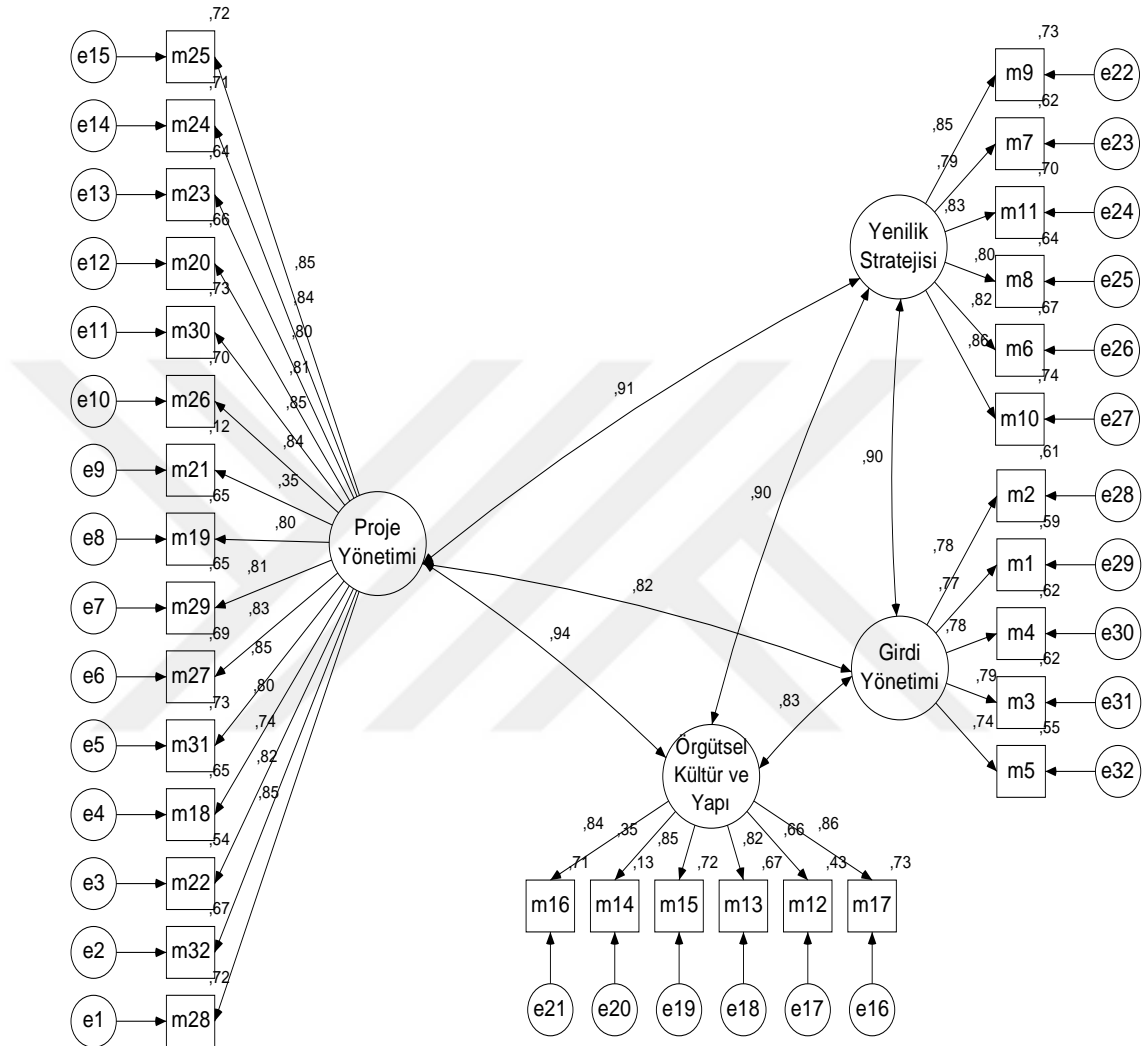 ,72
e15
m25
,71
e14
m24
,64
e13
m23
,66
e12
m20
,73
e11
m30
,70
e10
m26
,12
e9
m21
,65
e8
m19
,65
e7
m29
,69
e6
m27
,73
e5
m31
,65
e4
m18
,54
e3
m22
,67
e2
m32
,72
e1
m28
,85
,84
,80
,81
,85
,84
,35
,80
,81
,83
,85
,80
,74
,82
,85
Proje
Yönetimi
,91
,90
,90
,82
,94
,83
Yenilik
Stratejisi
,85
,79
,83
,80
,82
,86
,73
m9
e22
,62
m7
e23
,70
m11
e24
,64
m8
e25
,67
m6
e26
,74
m10
e27
Girdi
Yönetimi
,78
,77
,78
,79
,74
,61
m2
e28
,59
m1
e29
,62
m4
e30
,62
m3
e31
,55
m5
e32
Örgütsel
Kültür ve
Yapı
,84
,35
,85
,82
,66
,86
,71
,13
,72
,67
,43
,73
m16
m14
m15
m13
m12
m17
e21
e20
e19
e18
e17
e16